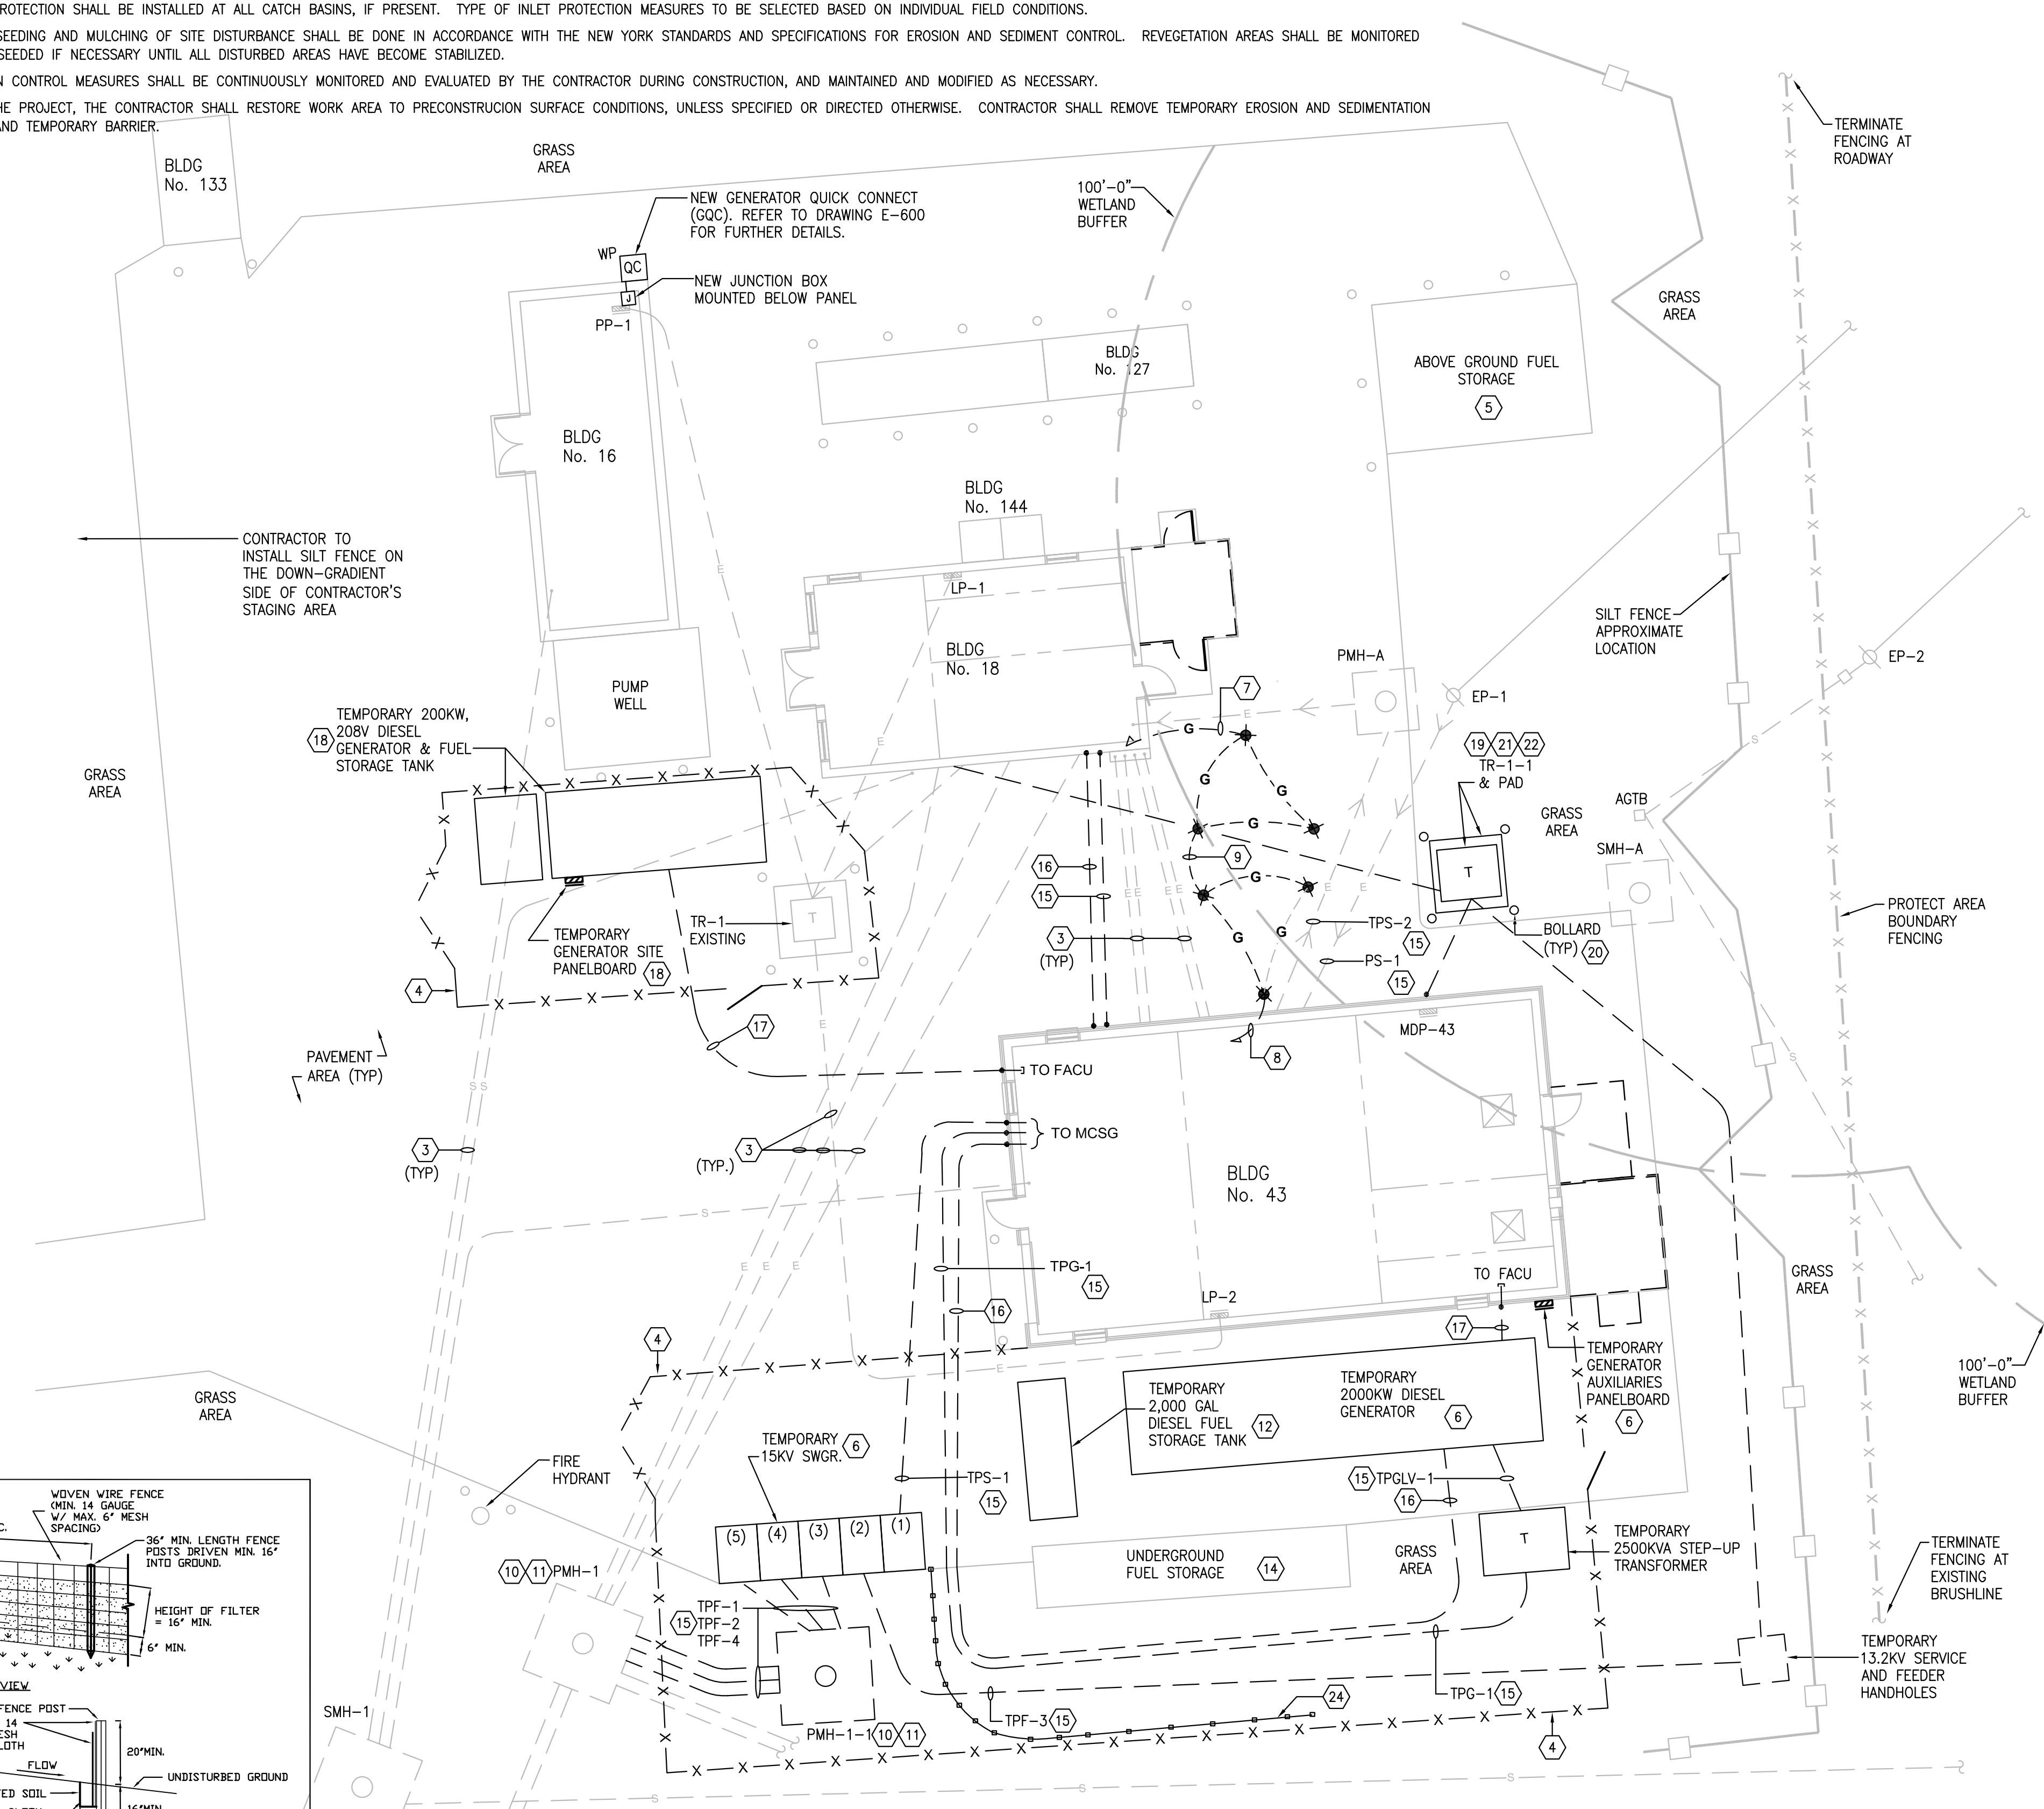 ROTECTION SHALL BE INSTALLED AT ALL CATCH BASINS, IF PRESENT. TYPE OF INLET PROTECTION MEASURES TO BE SELECTED BASED ON INDIVIDUAL FIELD CONDITIONS.
SEEDING AND MULCHING OF SITE DISTURBANCE SHALL BE DONE IN ACCORDANCE WITH THE NEW YORK STANDARDS AND SPECIFICATIONS FOR EROSION AND SEDIMENT CONTROL. REVEGETATION AREAS SHALL BE MONITORED
SEEDED IF NECESSARY UNTIL ALL DISTURBED AREAS HAVE BECOME STABILIZED.
N CONTROL MEASURES SHALL BE CONTINUOUSLY MONITORED AND EVALUATED BY THE CONTRACTOR DURING CONSTRUCTION, AND MAINTAINED AND MODIFIED AS NECESSARY.
HE PROJECT, THE CONTRACTOR SHALL RESTORE WORK AREA TO PRECONSTRUCION SURFACE CONDITIONS, UNLESS SPECIFIED OR DIRECTED OTHERWISE. CONTRACTOR SHALL REMOVE TEMPORARY EROSION AND SEDIMENTATION
AND TEMPORARY BARRIER.
TERMINATE
FENCING AT
ROADWAY
GRASS
AREA
BLDG
No. 133
100'-0"
WETLAND
BUFFER
NEW GENERATOR QUICK CONNECT
(GQC). REFER TO DRAWING E-600
FOR FURTHER DETAILS.
WP
QC
J
NEW JUNCTION BOX
MOUNTED BELOW PANEL
PP-1
GRASS
AREA
BLDG
No. 127
ABOVE GROUND FUEL
STORAGE
5
BLDG
No. 16
BLDG
No. 144
CONTRACTOR TO
INSTALL SILT FENCE ON
THE DOWN-GRADIENT
SIDE OF CONTRACTOR'S
STAGING AREA
E
LP-1
BLDG
No. 18
SILT FENCE
APPROXIMATE
LOCATION
PMH-A
EP-2
EP-1
PUMP
WELL
7
TEMPORARY 200KW,
208V DIESEL
GENERATOR & FUEL
STORAGE TANK
18
E
G
E
19
21
22
TR-1-1
& PAD
T
S
GRASS
AREA
G
G
G
AGTB
GRASS
AREA
SMH-A
9
16
15
G
E E
E E
E
E
PROTECT AREA
BOUNDARY
FENCING
TEMPORARY
GENERATOR SITE
PANELBOARD
18
TR-1
EXISTING
T
3
(TYP)
G
G
TPS-2
15
PS-1
15
BOLLARD
(TYP)
20
4
17
MDP-43
8
E
PAVEMENT
AREA (TYP)
TO FACU
S S
S
TO MCSG
3
(TYP)
3
(TYP.)
BLDG
No. 43
S
E E E
TPG-1
15
16
TO FACU
GRASS
AREA
LP-2
17
4
E
TEMPORARY
GENERATOR
AUXILIARIES
PANELBOARD
6
100'-0"
WETLAND
BUFFER
GRASS
AREA
TEMPORARY
2,000 GAL
DIESEL FUEL
STORAGE TANK
12
TEMPORARY
2000KW DIESEL
GENERATOR
6
TEMPORARY
15KV SWGR.
6
FIRE
HYDRANT
TPS-1
15
15
TPGLV-1
16
WOVEN WIRE FENCE
(MIN. 14 GAUGE
W/ MAX. 6" MESH
SPACING)
C.
36" MIN. LENGTH FENCE
POSTS DRIVEN MIN. 16"
INTO GROUND.
(5)
(4)
(3)
(2)
(1)
T
TEMPORARY
2500KVA STEP-UP
TRANSFORMER
TERMINATE
FENCING AT
EXISTING
BRUSHLINE
UNDERGROUND
FUEL STORAGE
14
GRASS
AREA
10
11
PMH-1
HEIGHT OF FILTER
= 16" MIN.
6" MIN.
TPF-1
15
TPF-2
TPF-4
TEMPORARY
13.2KV SERVICE
AND FEEDER
HANDHOLES
VIEW
FENCE POST
14
ESH
LOTH
20"MIN.
FLOW
UNDISTURBED GROUND
ED SOIL
16"MIN.
SMH-1
TPG-1
15
24
TPF-3
15
PMH-1-1
10
11
4
S
S
S